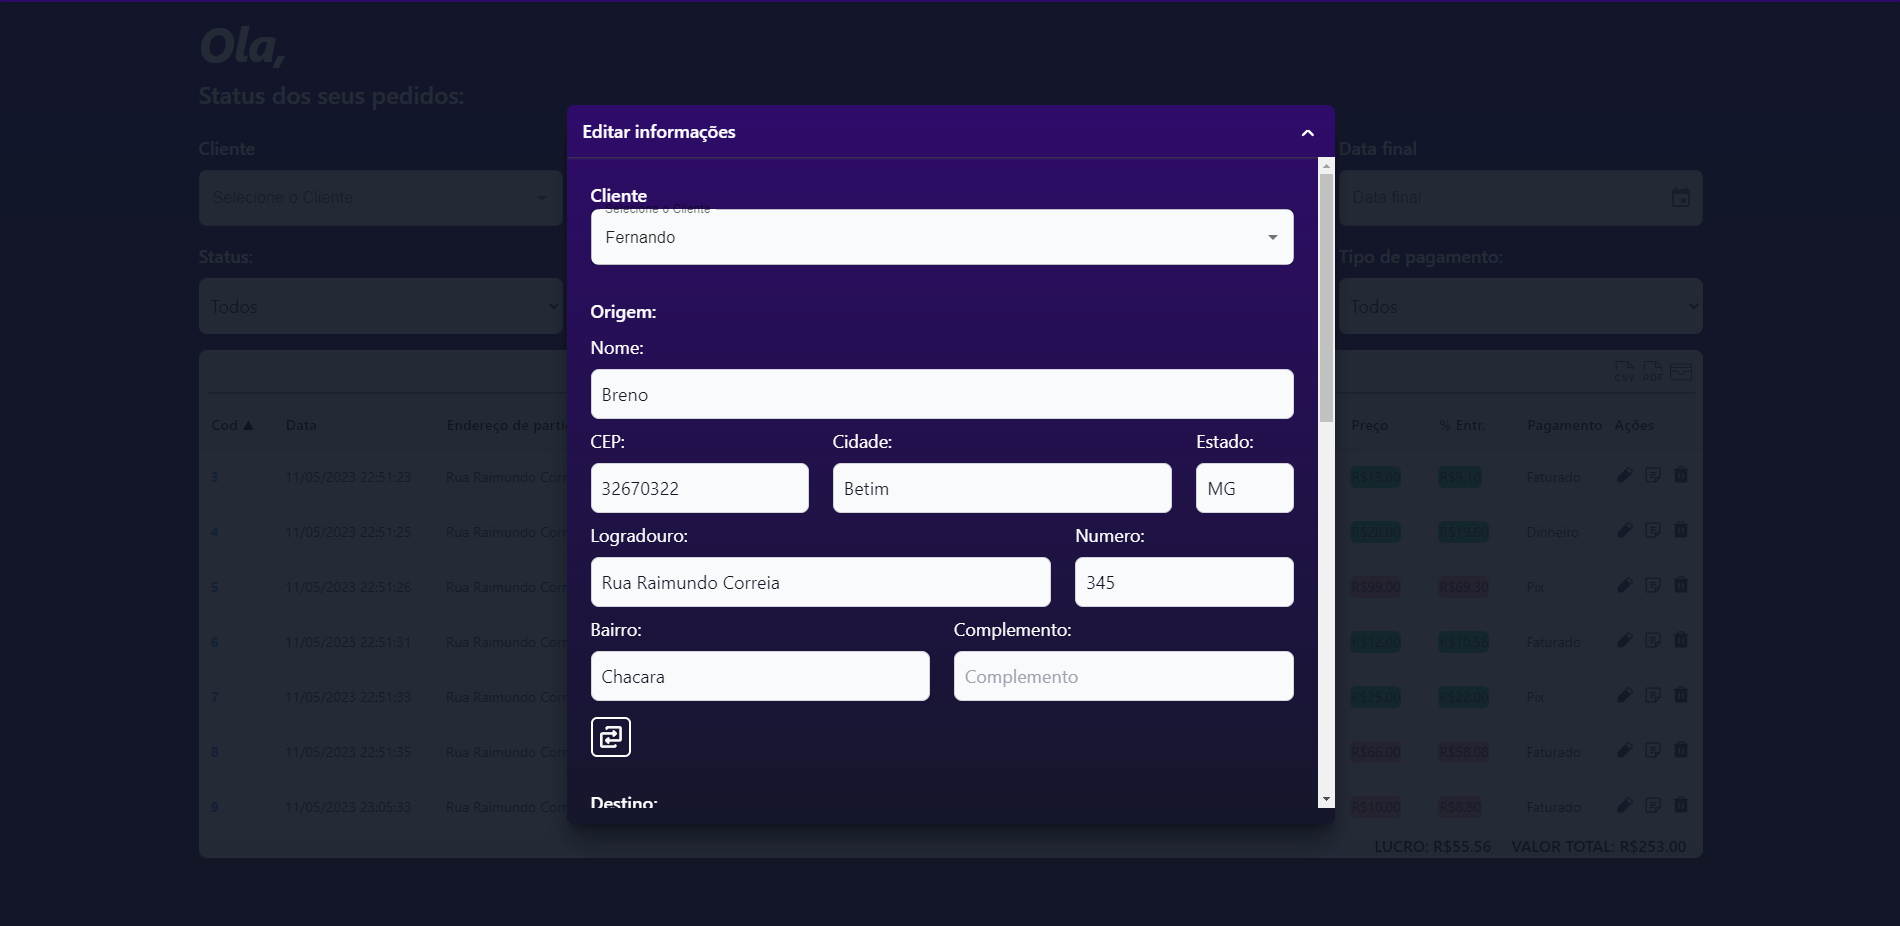 Ola,
Status dos seus pedidos:
Cliente
Selecione o Cliente
Data final
Data final
Status:
Todos
Tipo de pagamento:
Todos
Editar informações
Cliente
Selecione o Cliente
Fernando
Origem:
Nome:
Breno
CEP: Cidade: Estado:
32670322 Betim MG
Logradouro: Numero:
Rua Raimundo Correia 345
Bairro: Complemento:
Chacara Complemento
Destino:
CSV PDF
Cod ▲ Data Endereço de parti Preço % Entr. Pagamento Ações
3 11/05/2023 22:51:23 Rua Raimundo Corr R$13.00 R$9.10 Faturado
4 11/05/2023 22:51:25 Rua Raimundo Corr R$28.00 R$19.60 Dinheiro
5 11/05/2023 22:51:26 Rua Raimundo Corr R$99.00 R$69.30 Pix
6 11/05/2023 22:51:31 Rua Raimundo Corr R$12.00 R$10.56 Faturado
7 11/05/2023 22:51:33 Rua Raimundo Corr R$25.00 R$22.00 Pix
8 11/05/2023 22:51:35 Rua Raimundo Corr R$66.00 R$58.08 Faturado
9 11/05/2023 23:05:33 Rua Raimundo Corr R$10.00 R$8.80 Faturado
LUCRO: R$55.56 VALOR TOTAL: R$253.00